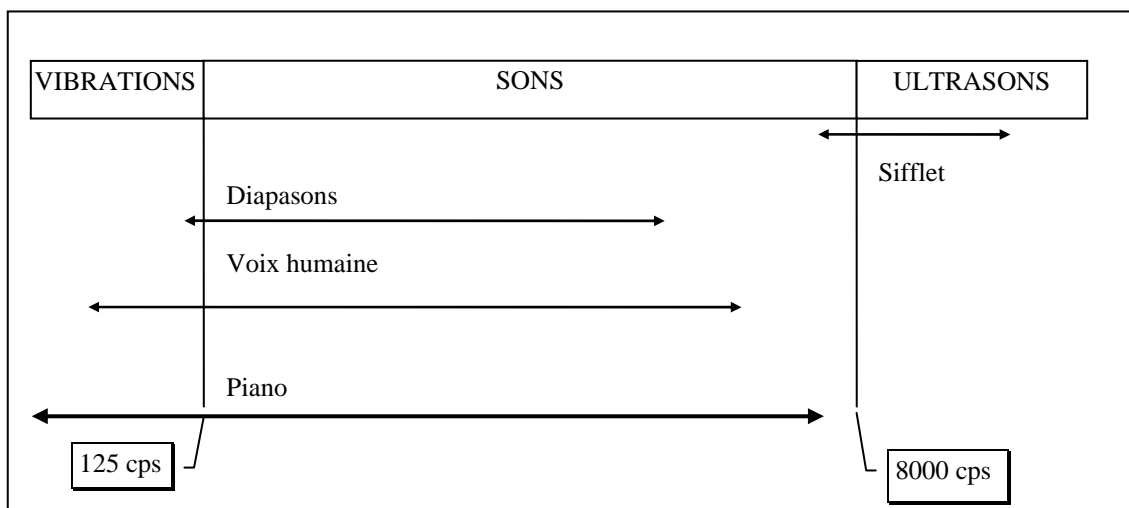 VIBRATIONS SONS ULTRASONS
Sifflet
Diapasons
Voix humaine
Piano
125 cps
8000 cps